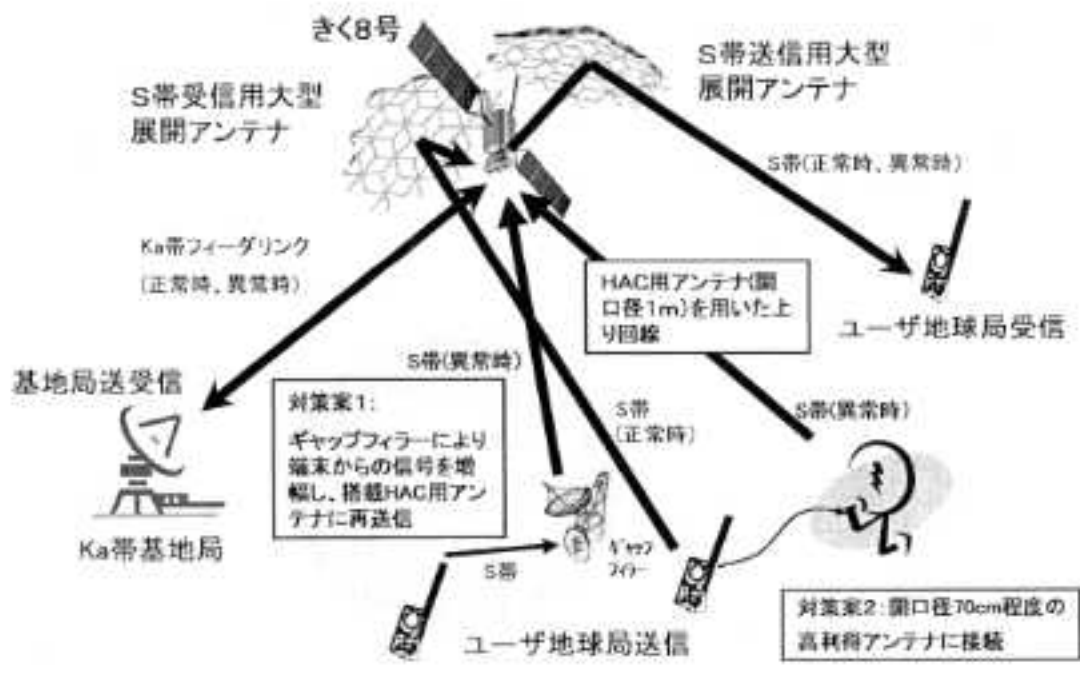 きく8号
S帯受信用大型
展開アンテナ
S帯送信用大型
展開アンテナ
S帯(正常時、異常時)
Ka帯フィーダリンク
(正常時、異常時)
HAC用アンテナ(開
口径1m)を用いた上
り回線
ユーザ地球局受信
基地局送受信
S帯(異常時)
対策案1:
ギャップフィラーにより
端末からの信号を増
幅し、搭載HAC用アン
テナに再送信
S帯
(正常時)
S帯(異常時)
Ka帯基地局
S帯
ギャップ
フィラー
ユーザ地球局送信
対策案2:開口径70cm程度の
高利得アンテナに接続